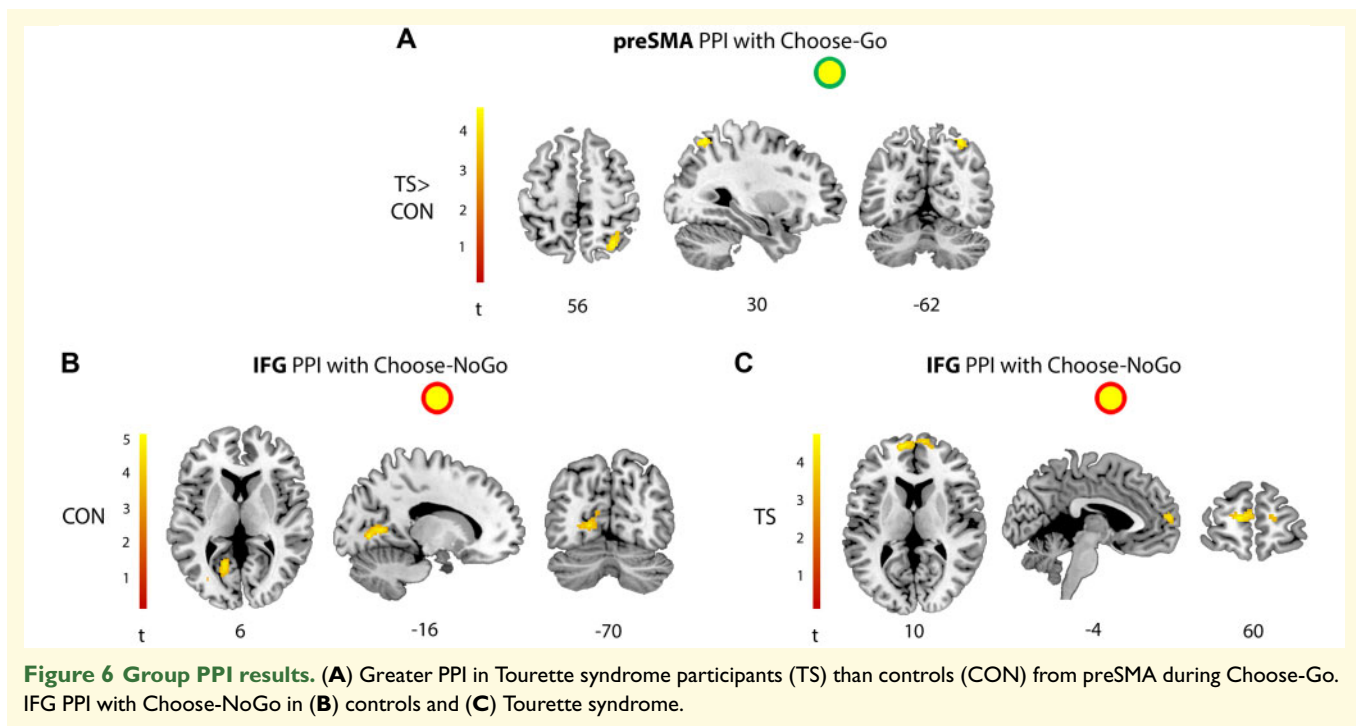 A
preSMA PPI with Choose-Go
4
3
TS>
CON
2
1
t
56
30
-62
B
IFG PPI with Choose-NoGo
5
4
CON
3
2
1
t
6
-16
-70
C
IFG PPI with Choose-NoGo
4
3
TS
2
1
t
10
-4
60
Figure 6 Group PPI results. (A) Greater PPI in Tourette syndrome participants (TS) than controls (CON) from preSMA during Choose-Go.
IFG PPI with Choose-NoGo in (B) controls and (C) Tourette syndrome.